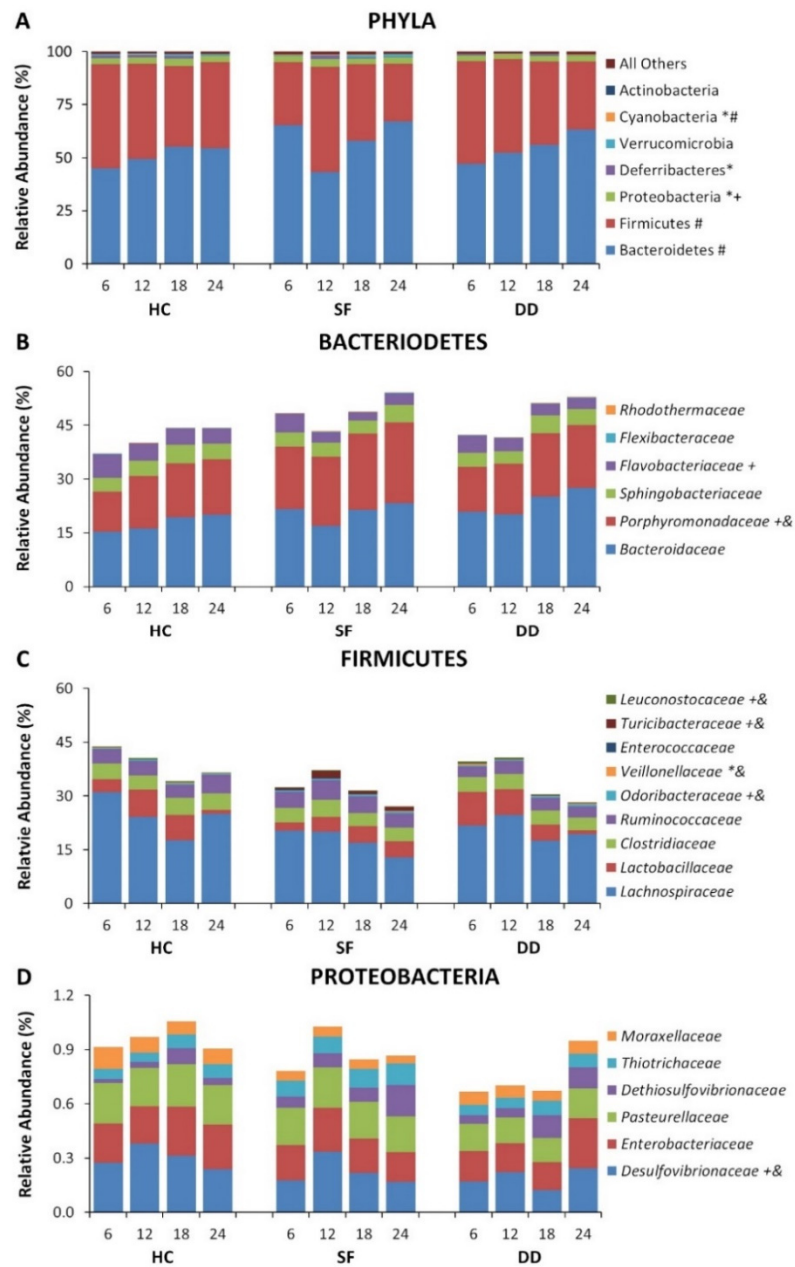 A PHYLA
Relative Abundance (%)
100
75
50
25
0
6 12 18 24 6 12 18 24 6 12 18 24
HC SF DD
All Others
Actinobacteria
Cyanobacteria *#
Verrucomicrobia
Deferribacteres*
Proteobacteria *+
Firmicutes #
Bacteroidetes #
B BACTERIODETES
Relative Abundance (%)
60
45
30
15
0
6 12 18 24 6 12 18 24 6 12 18 24
HC SF DD
Rhodothermaceae
Flexibacteraceae
Flavobacteriaceae +
Sphingobacteriaceae
Porphyromonadaceae +&
Bacteroidaceae
C FIRMICUTES
Relatvie Abundance (%)
60
45
30
15
0
6 12 18 24 6 12 18 24 6 12 18 24
HC SF DD
Leuconostocaceae +&
Turicibacteraceae +&
Enterococcaceae
Veillonellaceae *&
Odoribacteraceae +&
Ruminococcaceae
Clostridiaceae
Lactobacillaceae
Lachnospiraceae
D PROTEOBACTERIA
Relative Abundance (%)
1.2
0.9
0.6
0.3
0.0
6 12 18 24 6 12 18 24 6 12 18 24
HC SF DD
Moraxellaceae
Thiotrichaceae
Dethiosulfovibrionaceae
Pasteurellaceae
Enterobacteriaceae
Desulfovibrionaceae +&